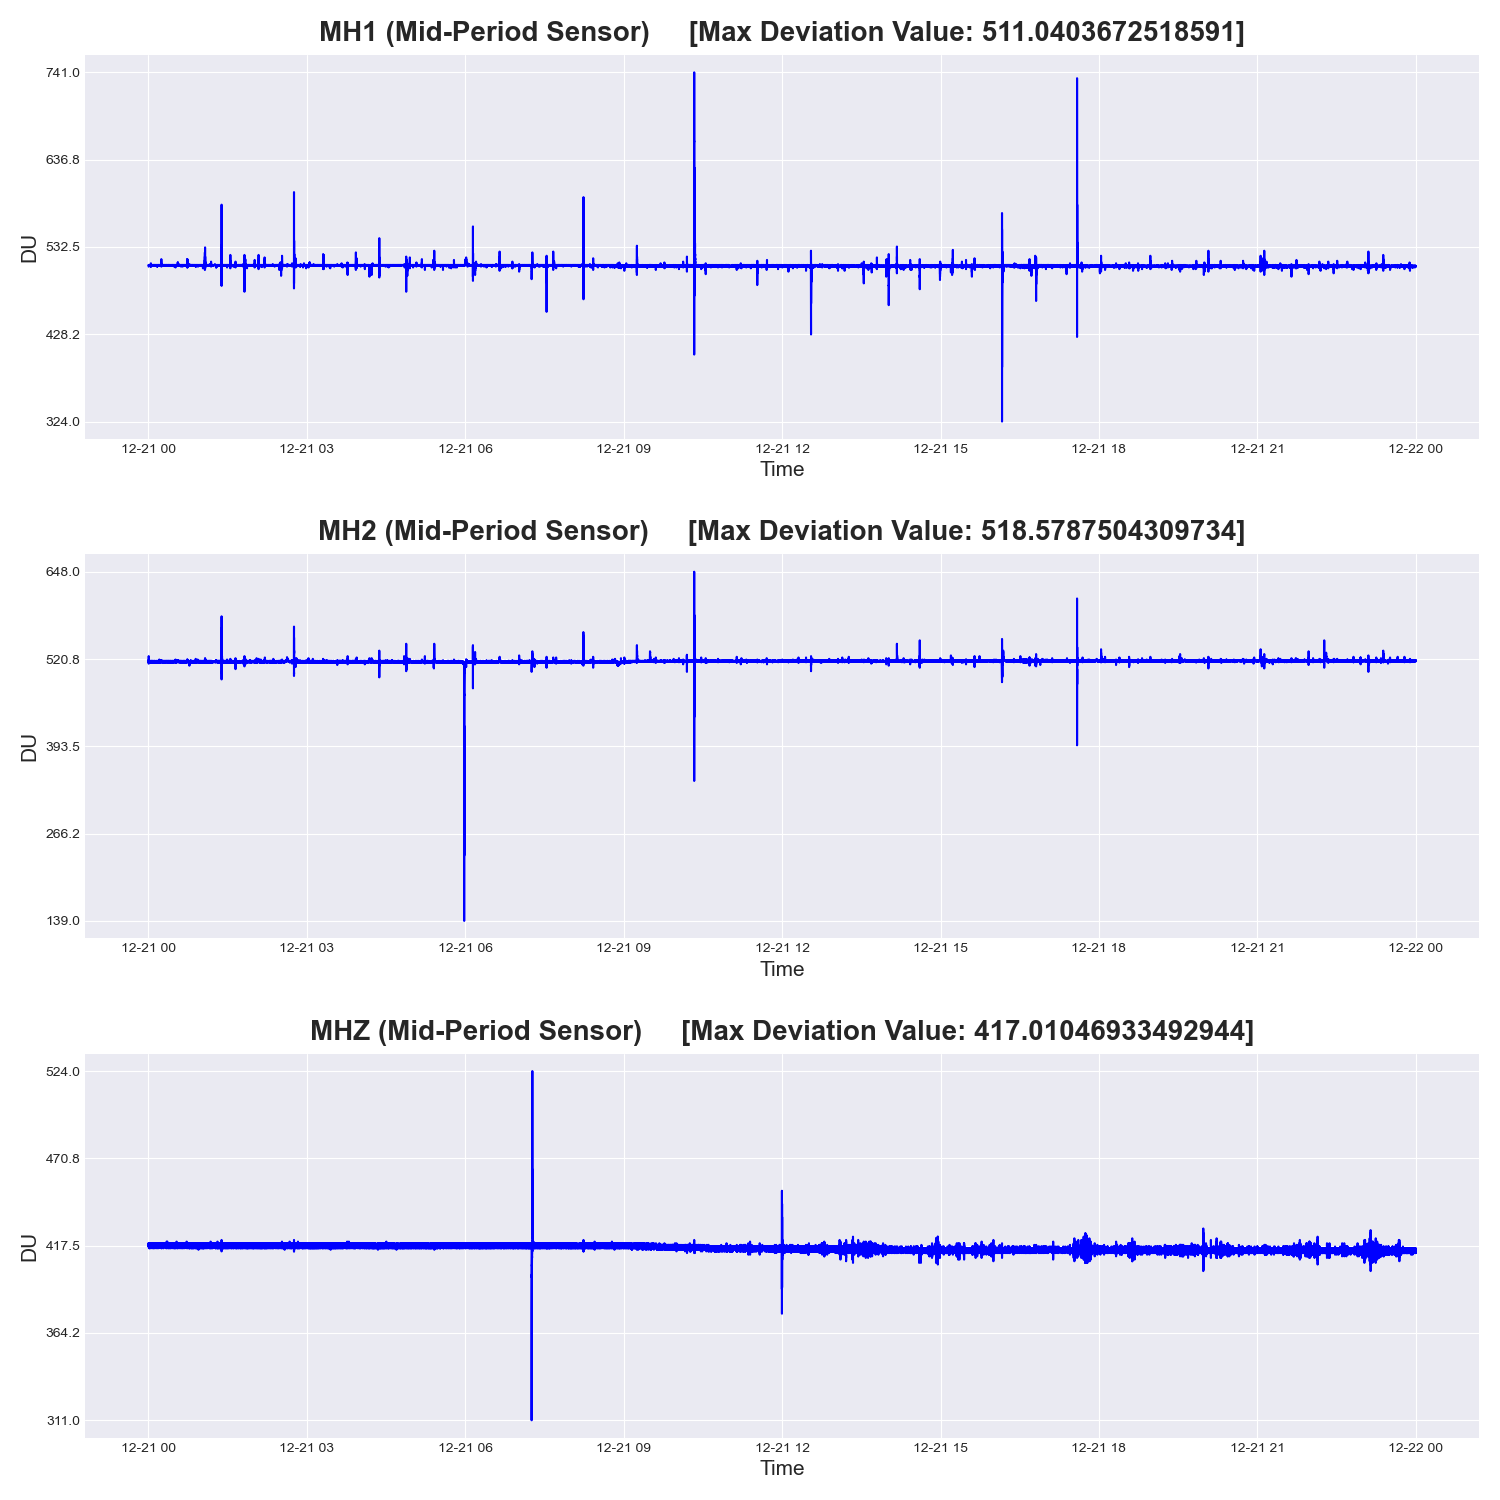 MH1 (Mid-Period Sensor) [Max Deviation Value: 511.0403672518591]
741.0
636.8
532.5
428.2
324.0
DU
12-21 00 12-21 03 12-21 06 12-21 09 12-21 12 12-21 15 12-21 18 12-21 21 12-22 00
Time
MH2 (Mid-Period Sensor) [Max Deviation Value: 518.5787504309734]
648.0
520.8
393.5
266.2
139.0
DU
12-21 00 12-21 03 12-21 06 12-21 09 12-21 12 12-21 15 12-21 18 12-21 21 12-22 00
Time
MHZ (Mid-Period Sensor) [Max Deviation Value: 417.01046933492944]
524.0
470.8
417.5
364.2
311.0
DU
12-21 00 12-21 03 12-21 06 12-21 09 12-21 12 12-21 15 12-21 18 12-21 21 12-22 00
Time